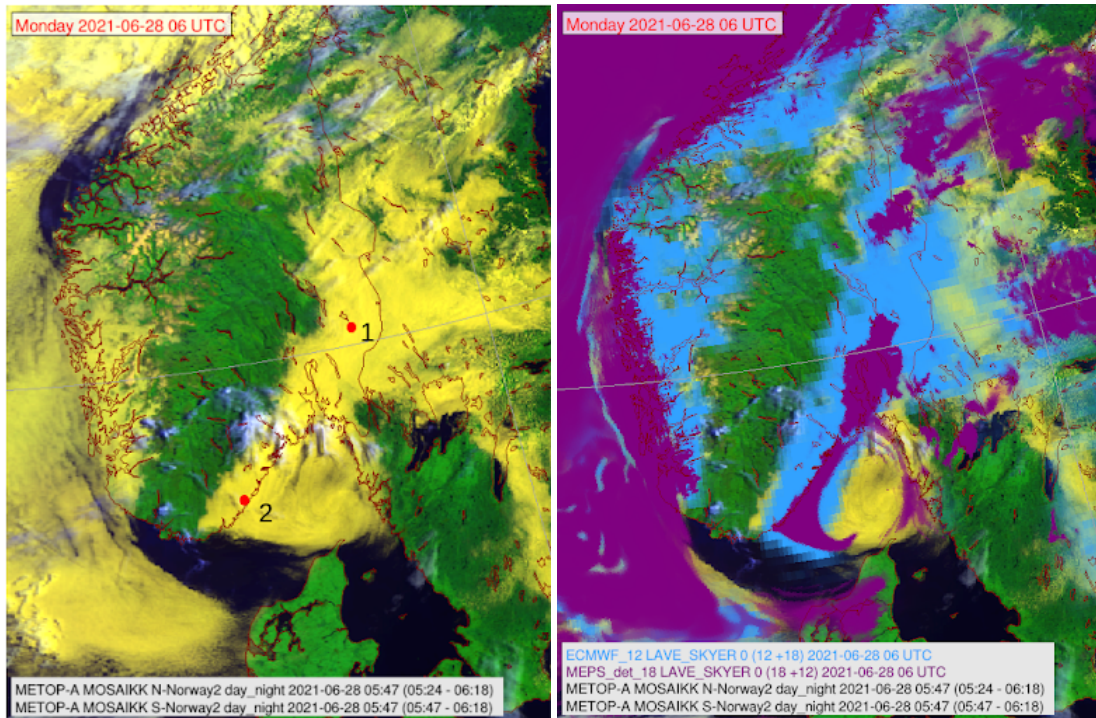 Monday 2021-06-28 06 UTC
1
2
METOP-A MOSAIKK N-Norway2 day_night 2021-06-28 05:47 (05:24 - 06:18)
METOP-A MOSAIKK S-Norway2 day_night 2021-06-28 05:47 (05:47 - 06:18)
Monday 2021-06-28 06 UTC
ECMWF_12 LAVE_SKYER 0 (12 +18) 2021-06-28 06 UTC
MEPS_det_18 LAVE_SKYER 0 (18 +12) 2021-06-28 06 UTC
METOP-A MOSAIKK N-Norway2 day_night 2021-06-28 05:47 (05:24 - 06:18)
METOP-A MOSAIKK S-Norway2 day_night 2021-06-28 05:47 (05:47 - 06:18)